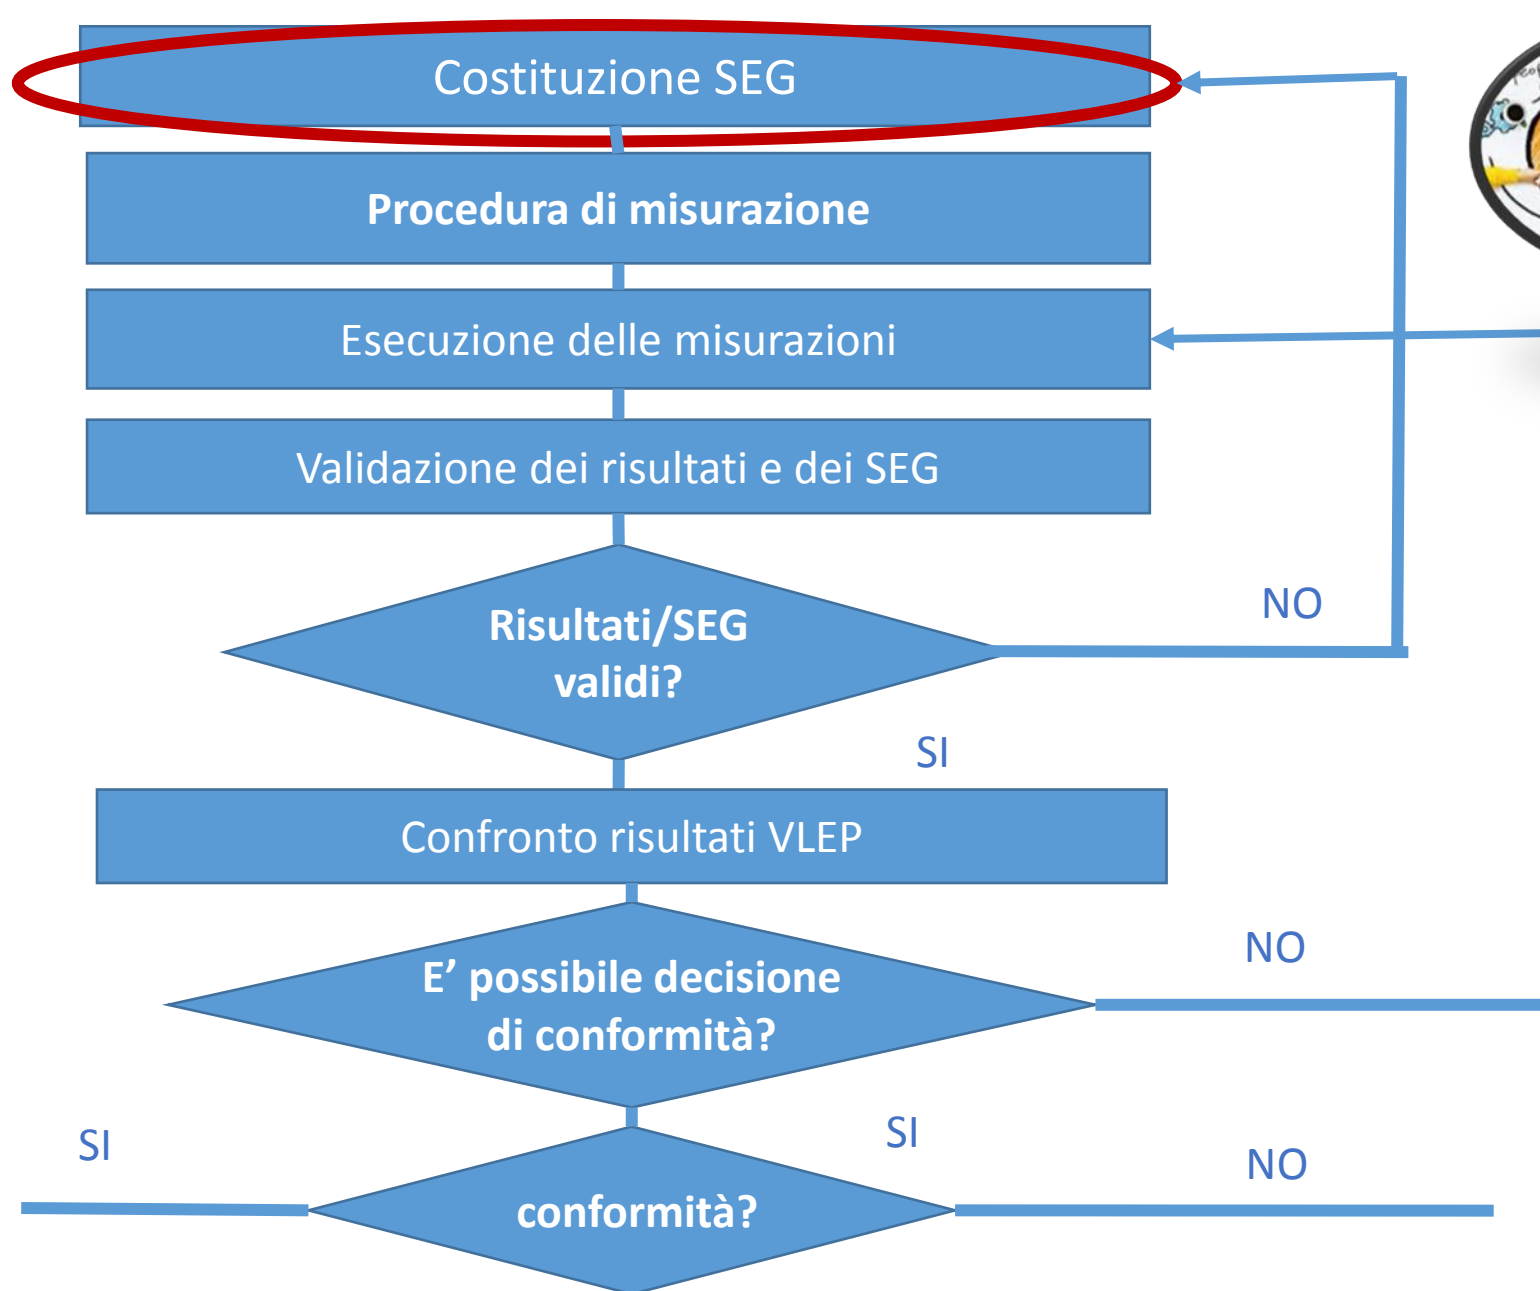 Costituzione SEG
Procedura di misurazione
Esecuzione delle misurazioni
Validazione dei risultati e dei SEG
Risultati/SEG
validi?
NO
SI
Confronto risultati VLEP
E’ possibile decisione
di conformità?
NO
SI
SI
conformità?
NO